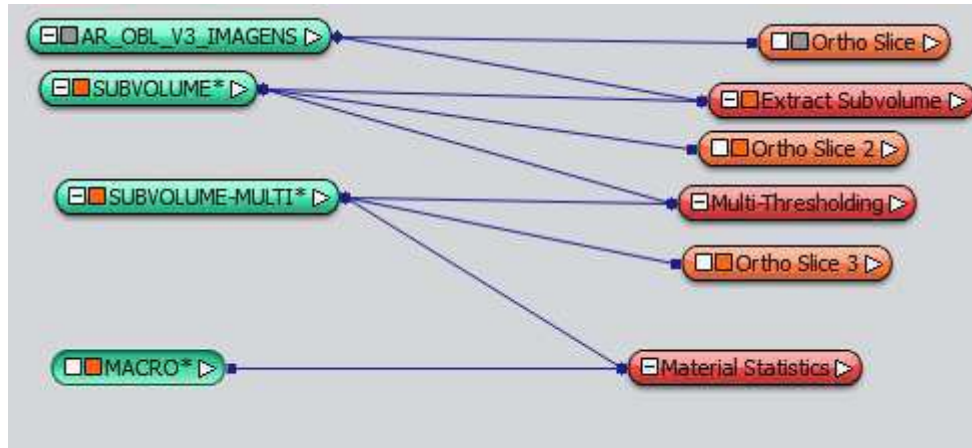 AR_OBL_V3_IMAGENS
Ortho Slice
SUBVOLUME*
Extract Subvolume
Ortho Slice 2
SUBVOLUME-MULTI*
Multi-Thresholding
Ortho Slice 3
MACRO*
Material Statistics